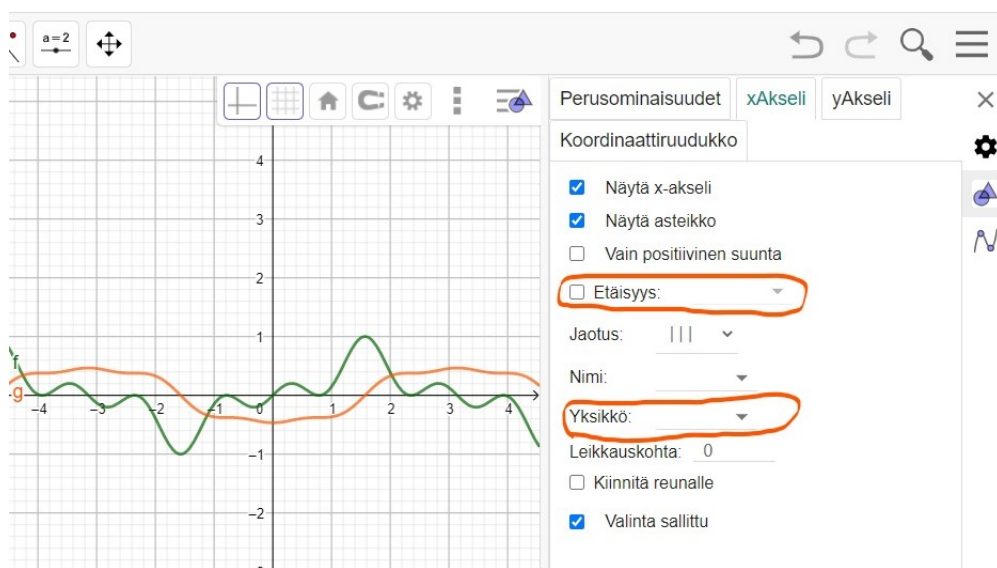 a=2
Perusominaisuudet xAkseli yAkseli
Koordinaattiruudukko
Näytä x-akseli
Näytä asteikko
Vain positiivinen suunta
Etäisyys:
Jaotus: |||
Nimi:
Yksikkö:
Leikkauskohta: 0
Kiinnitä reunalle
Valinta sallittu
4
3
2
1
f
g
-4 -3 -2 -1 0 1 2 3 4
-1
-2